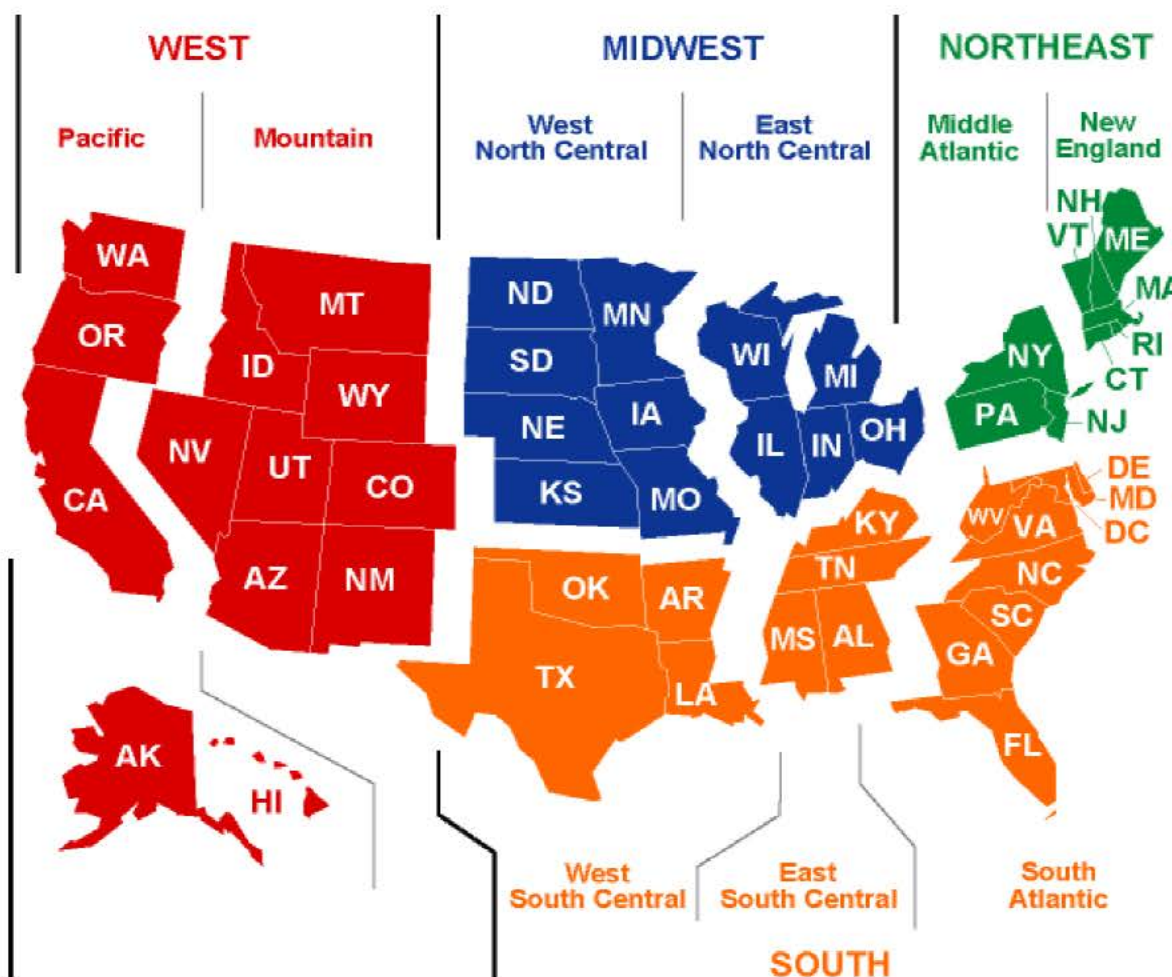 WEST
MIDWEST
NORTHEAST
Pacific
Mountain
West
North Central
East
North Central
Middle
Atlantic
New
England
WA
OR
CA
MT
ID
WY
NV
UT
CO
AZ
NM
AK
HI
ND
SD
NE
KS
MN
IA
MO
WI
MI
IL
IN
OH
NH
VT
ME
MA
RI
CT
NY
PA
NJ
DE
MD
DC
WV
VA
NC
SC
GA
FL
KY
TN
MS
AL
OK
AR
TX
LA
West
South Central
East
South Central
South
Atlantic
SOUTH